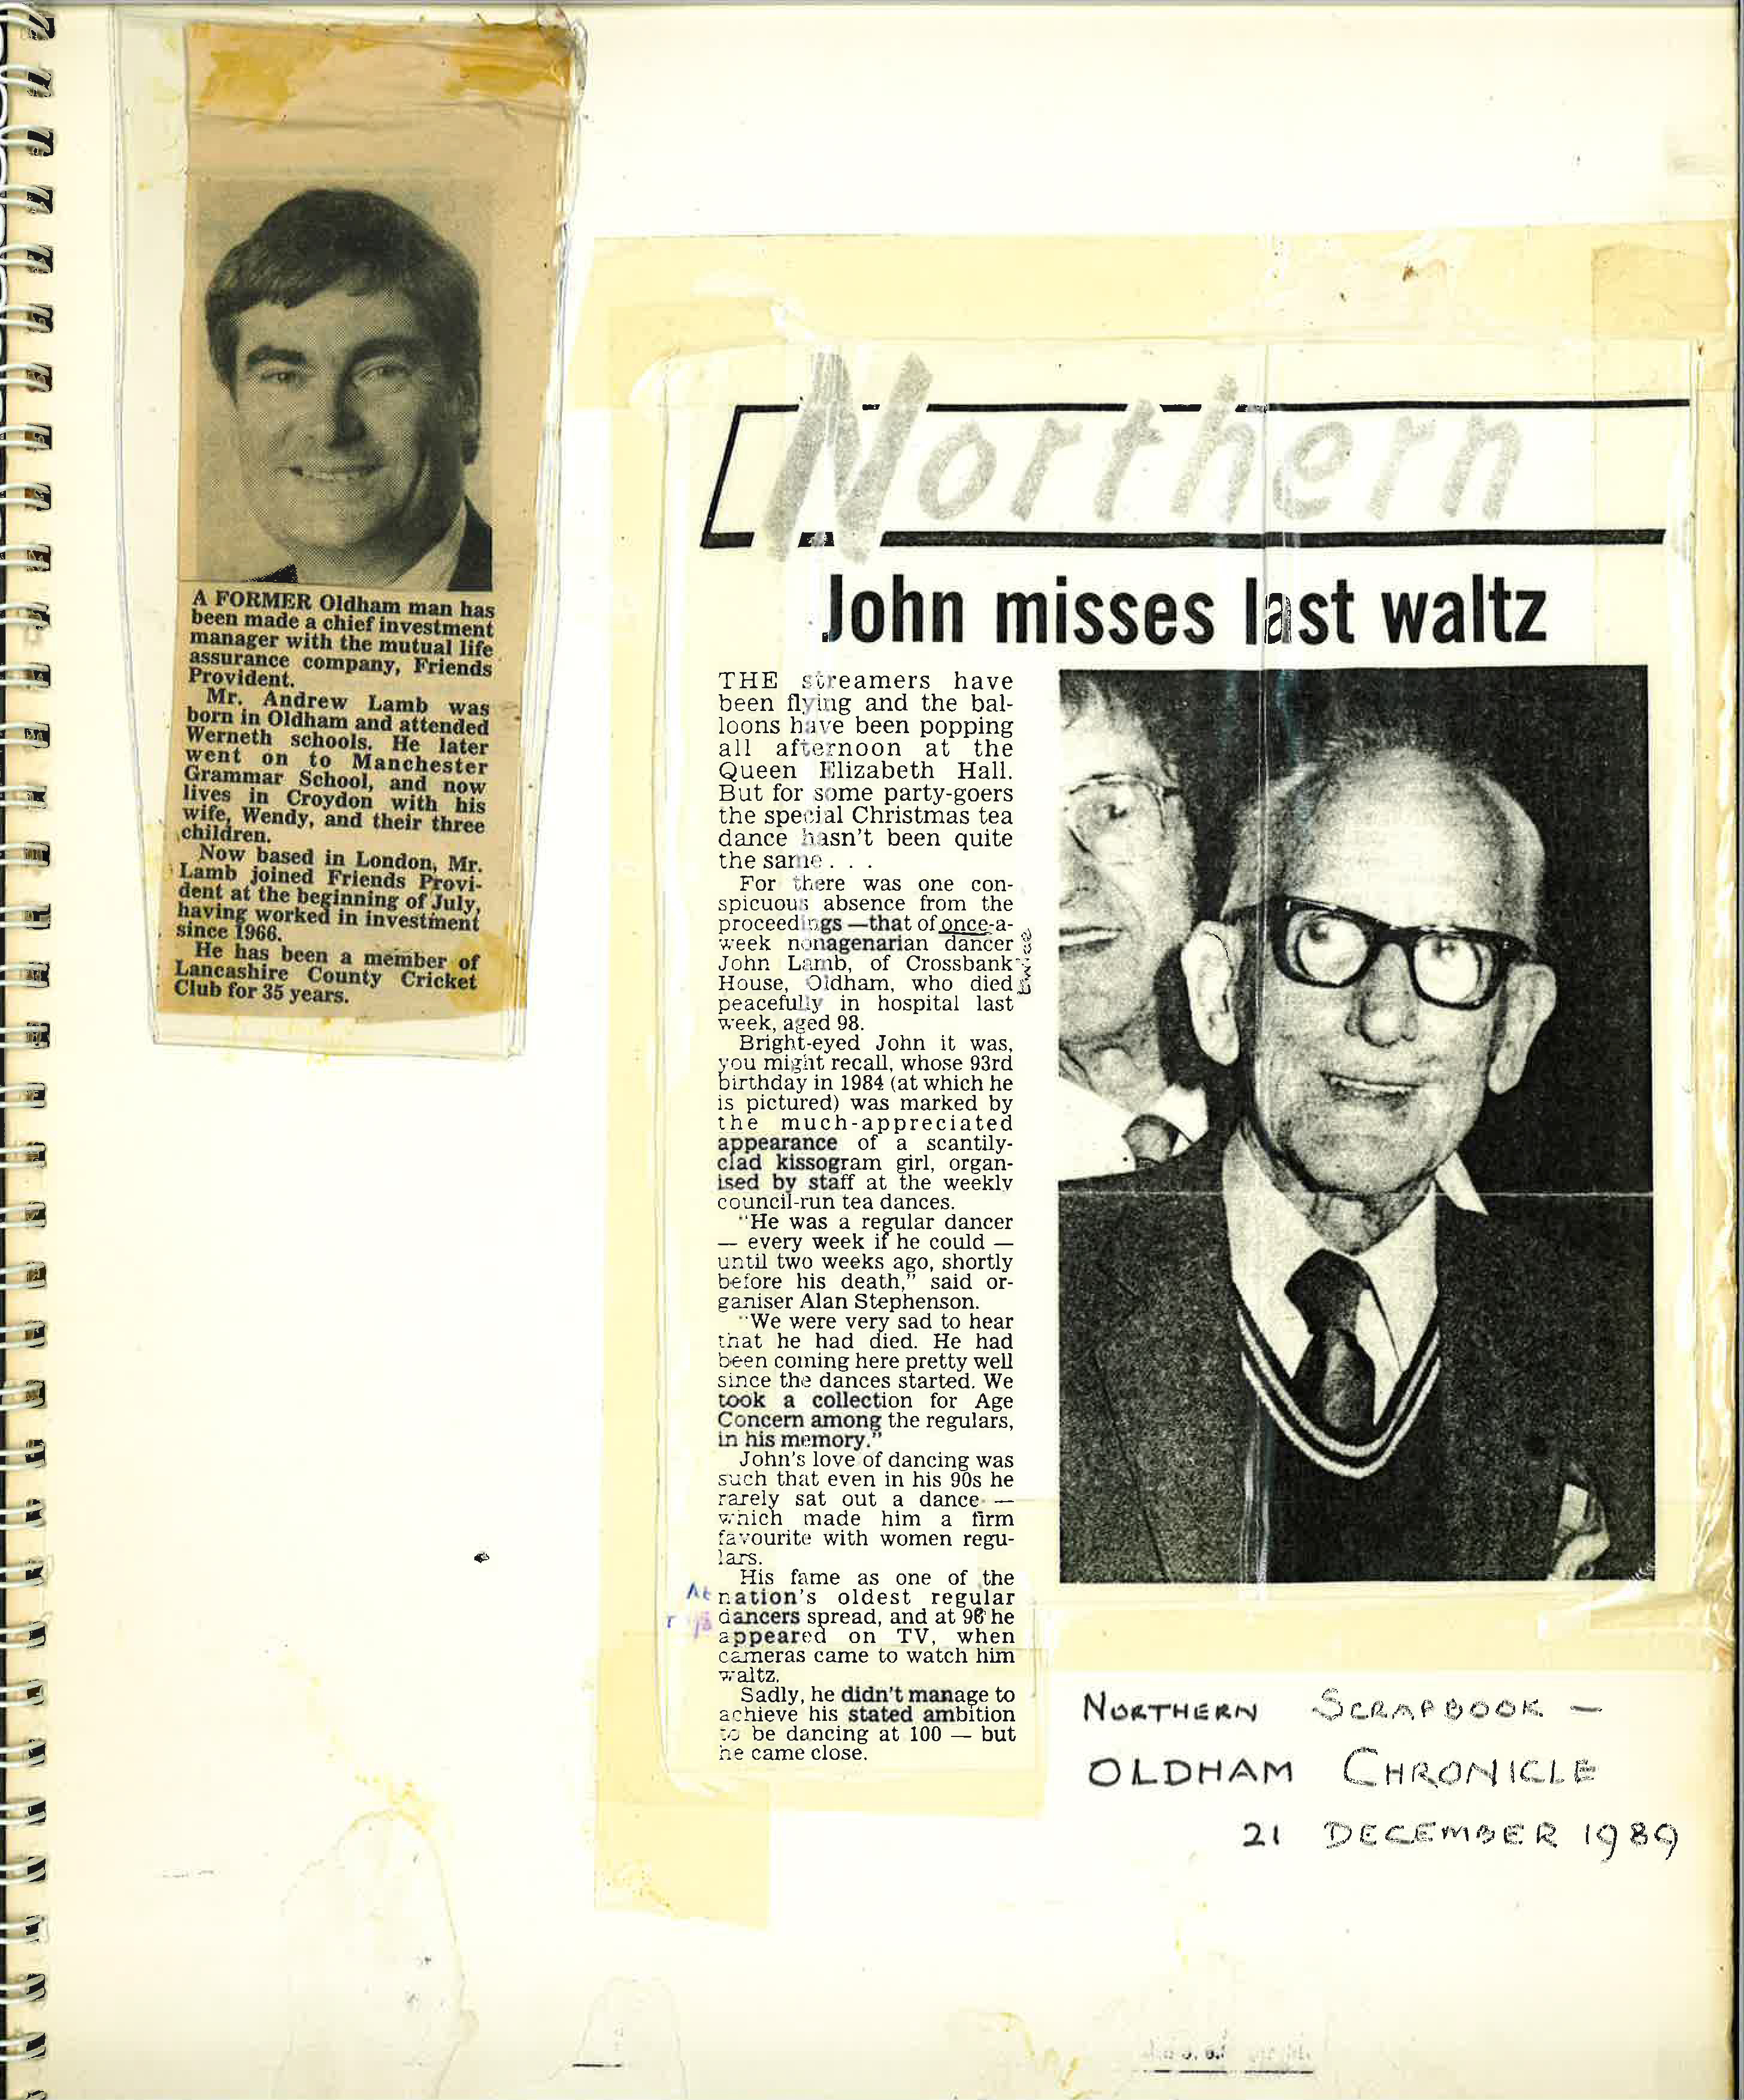 A FORMER Oldham man has
been made a chief investment
manager with the mutual life
assurance company, Friends
Provident.
Mr. Andrew Lamb was
born in Oldham and attended
Werneth schools. He later
went on to Manchester
Grammar School, and now
lives in Croydon with his
wife, Wendy, and their three
children.
Now based in London, Mr.
Lamb joined Friends Provi-
dent at the beginning of July,
having worked in investment
since 1966.
He has been a member of
Lancashire County Cricket
Club for 35 years.
Northern
John misses last waltz
THE streamers have
been flying and the bal-
loons have been popping
all afternoon at the
Queen Elizabeth Hall.
But for some party-goers
the special Christmas tea
dance hasn't been quite
the same . . .
For there was one con-
spicuous absence from the
proceedings — that of once-a-
week nonagenarian dancer
John Lamb, of Crossbank
House, Oldham, who died
peacefully in hospital last
week, aged 98.
twice
Bright-eyed John it was,
you might recall, whose 93rd
birthday in 1984 (at which he
is pictured) was marked by
the much-appreciated
appearance of a scantily-
clad kissogram girl, organ-
ised by staff at the weekly
council-run tea dances.
"He was a regular dancer
— every week if he could —
until two weeks ago, shortly
before his death," said or-
ganiser Alan Stephenson.
"We were very sad to hear
that he had died. He had
been coming here pretty well
since the dances started. We
took a collection for Age
Concern among the regulars,
in his memory."
John's love of dancing was
such that even in his 90s he
rarely sat out a dance —
which made him a firm
favourite with women regu-
lars.
His fame as one of the
At nation's oldest regular
dancers spread, and at 96 he
appeared on TV, when
cameras came to watch him
waltz.
Sadly, he didn't manage to
achieve his stated ambition
to be dancing at 100 — but
he came close.
NORTHERN SCRAPBOOK —
OLDHAM CHRONICLE
21 DECEMBER 1989